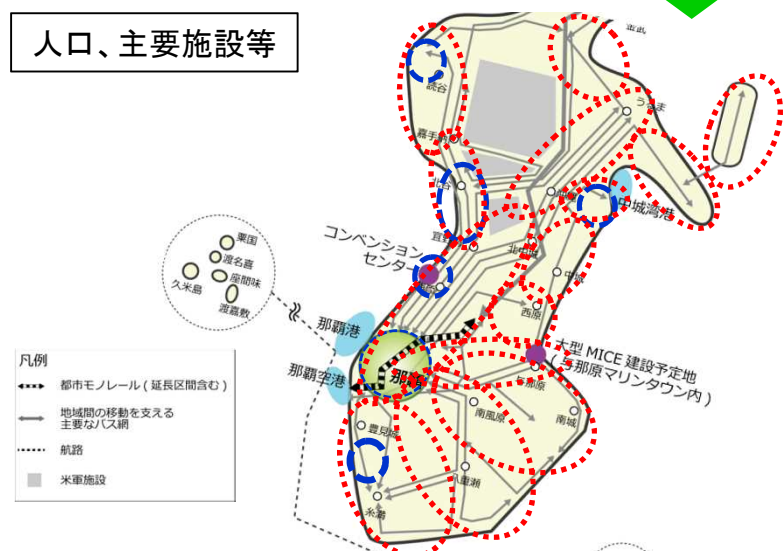 人口、主要施設等
読谷
うるま
嘉手納
北谷
中城湾港
コンベンション
センター
北中城
中城
粟国
渡名喜
座間味
久米島
渡嘉敷
西原
那覇港
大型 MICE 建設予定地
(与那原マリンタウン内)
那覇空港
那覇
与那原
凡例
都市モノレール ( 延長区間含む )
地域間の移動を支える
主要なバス網
航路
米軍施設
南風原
南城
豊見城
八重瀬
糸満